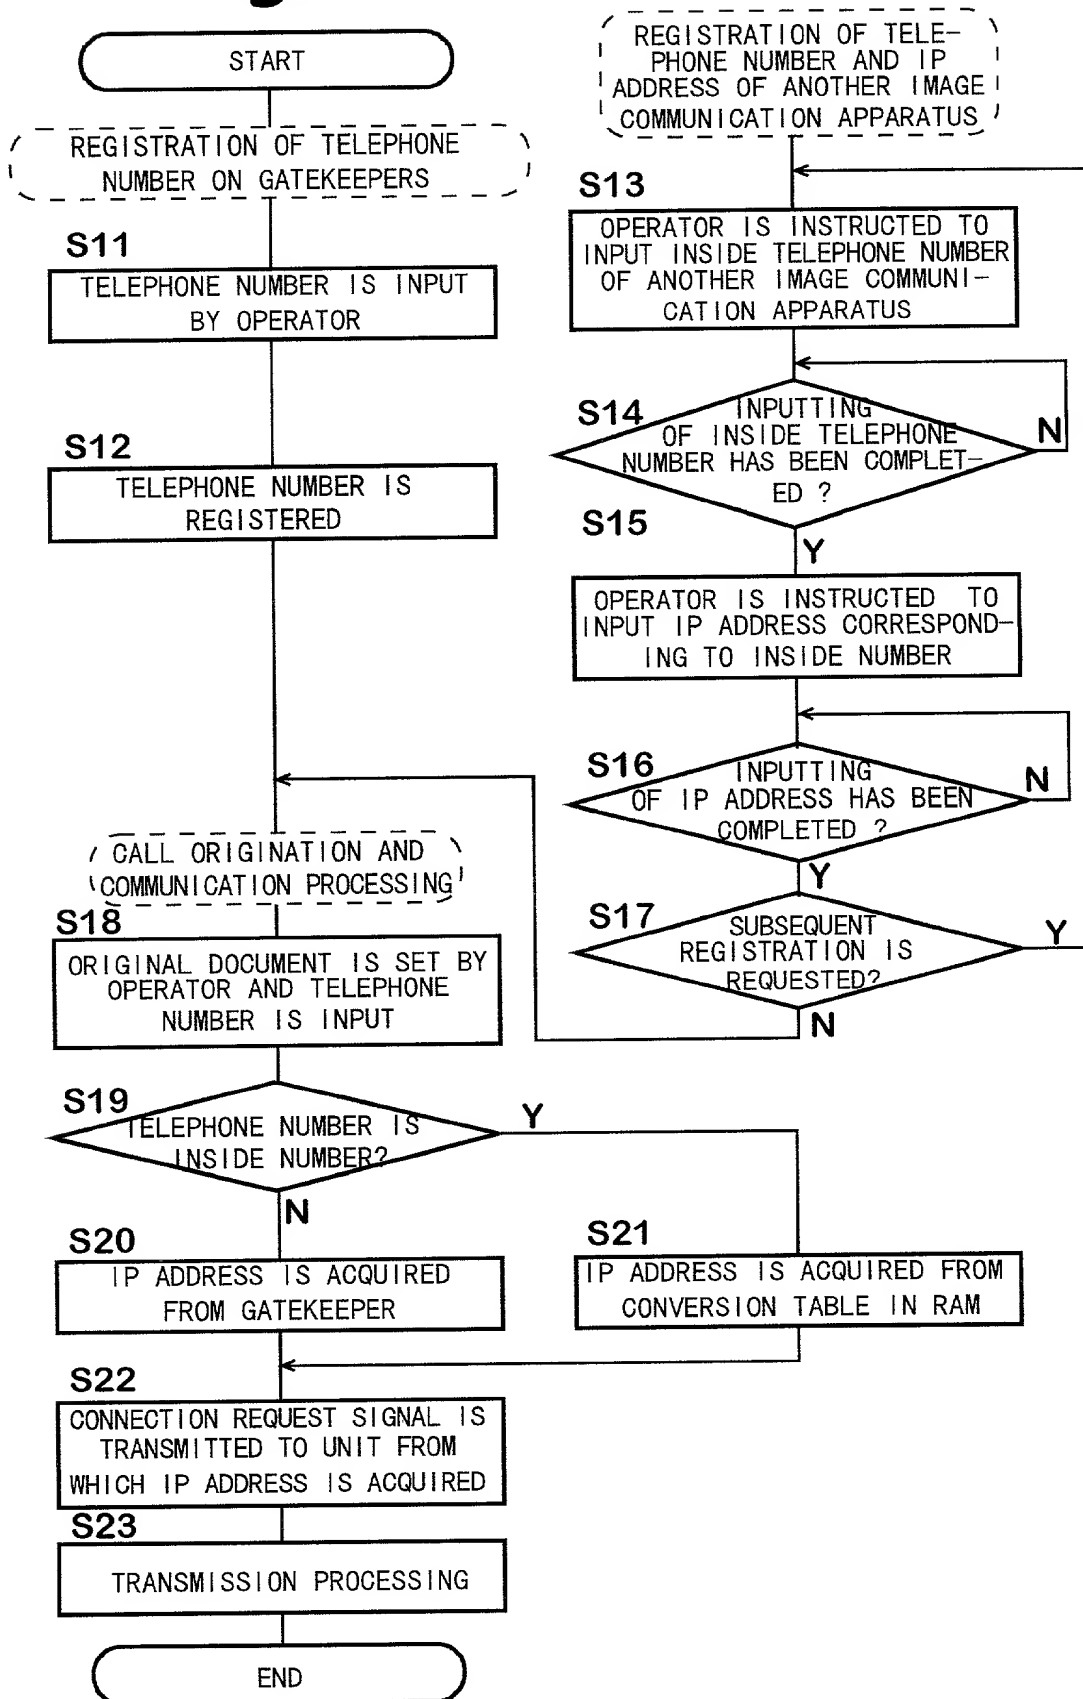 START
REGISTRATION OF TELEPHONE
NUMBER ON GATEKEEPERS
S11
TELEPHONE NUMBER IS INPUT
BY OPERATOR
S12
TELEPHONE NUMBER IS
REGISTERED
REGISTRATION OF TELE-
PHONE NUMBER AND IP
ADDRESS OF ANOTHER IMAGE
COMMUNICATION APPARATUS
S13
OPERATOR IS INSTRUCTED TO
INPUT INSIDE TELEPHONE NUMBER
OF ANOTHER IMAGE COMMUNI-
CATION APPARATUS
S14
INPUTTING
OF INSIDE TELEPHONE
NUMBER HAS BEEN COMPLET-
ED ?
N
Y
S15
OPERATOR IS INSTRUCTED TO
INPUT IP ADDRESS CORRESPOND-
ING TO INSIDE NUMBER
S16
INPUTTING
OF IP ADDRESS HAS BEEN
COMPLETED ?
N
Y
S17
SUBSEQUENT
REGISTRATION IS
REQUESTED?
Y
N
CALL ORIGINATION AND
COMMUNICATION PROCESSING
S18
ORIGINAL DOCUMENT IS SET BY
OPERATOR AND TELEPHONE
NUMBER IS INPUT
S19
TELEPHONE NUMBER IS
INSIDE NUMBER?
Y
N
S20
IP ADDRESS IS ACQUIRED
FROM GATEKEEPER
S21
IP ADDRESS IS ACQUIRED FROM
CONVERSION TABLE IN RAM
S22
CONNECTION REQUEST SIGNAL IS
TRANSMITTED TO UNIT FROM
WHICH IP ADDRESS IS ACQUIRED
S23
TRANSMISSION PROCESSING
END